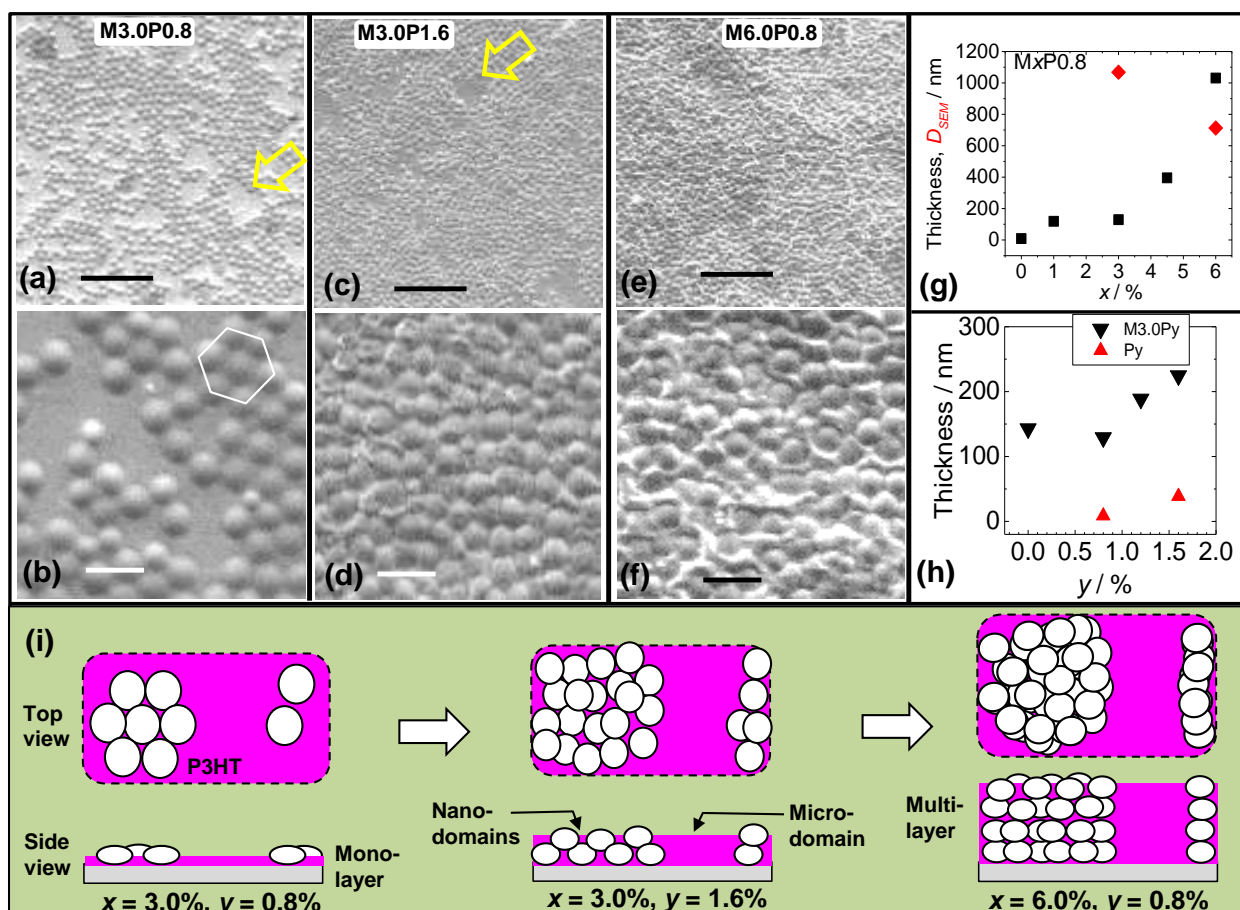 M3.0P0.8
M3.0P1.6
M6.0P0.8
(a)
(b)
(c)
(d)
(e)
(f)
MxP0.8
Thickness, D_SEM / nm
1200
1000
800
600
400
200
0
0 1 2 3 4 5 6
x / %
(g)
M3.0Py
Py
Thickness / nm
300
200
100
0
0.0 0.5 1.0 1.5 2.0
y / %
(h)
(i)
Top
view
P3HT
Side
view
Mono-
layer
x = 3.0%, y = 0.8%
Nano-
domains
Micro-
domain
x = 3.0%, y = 1.6%
Multi-
layer
x = 6.0%, y = 0.8%